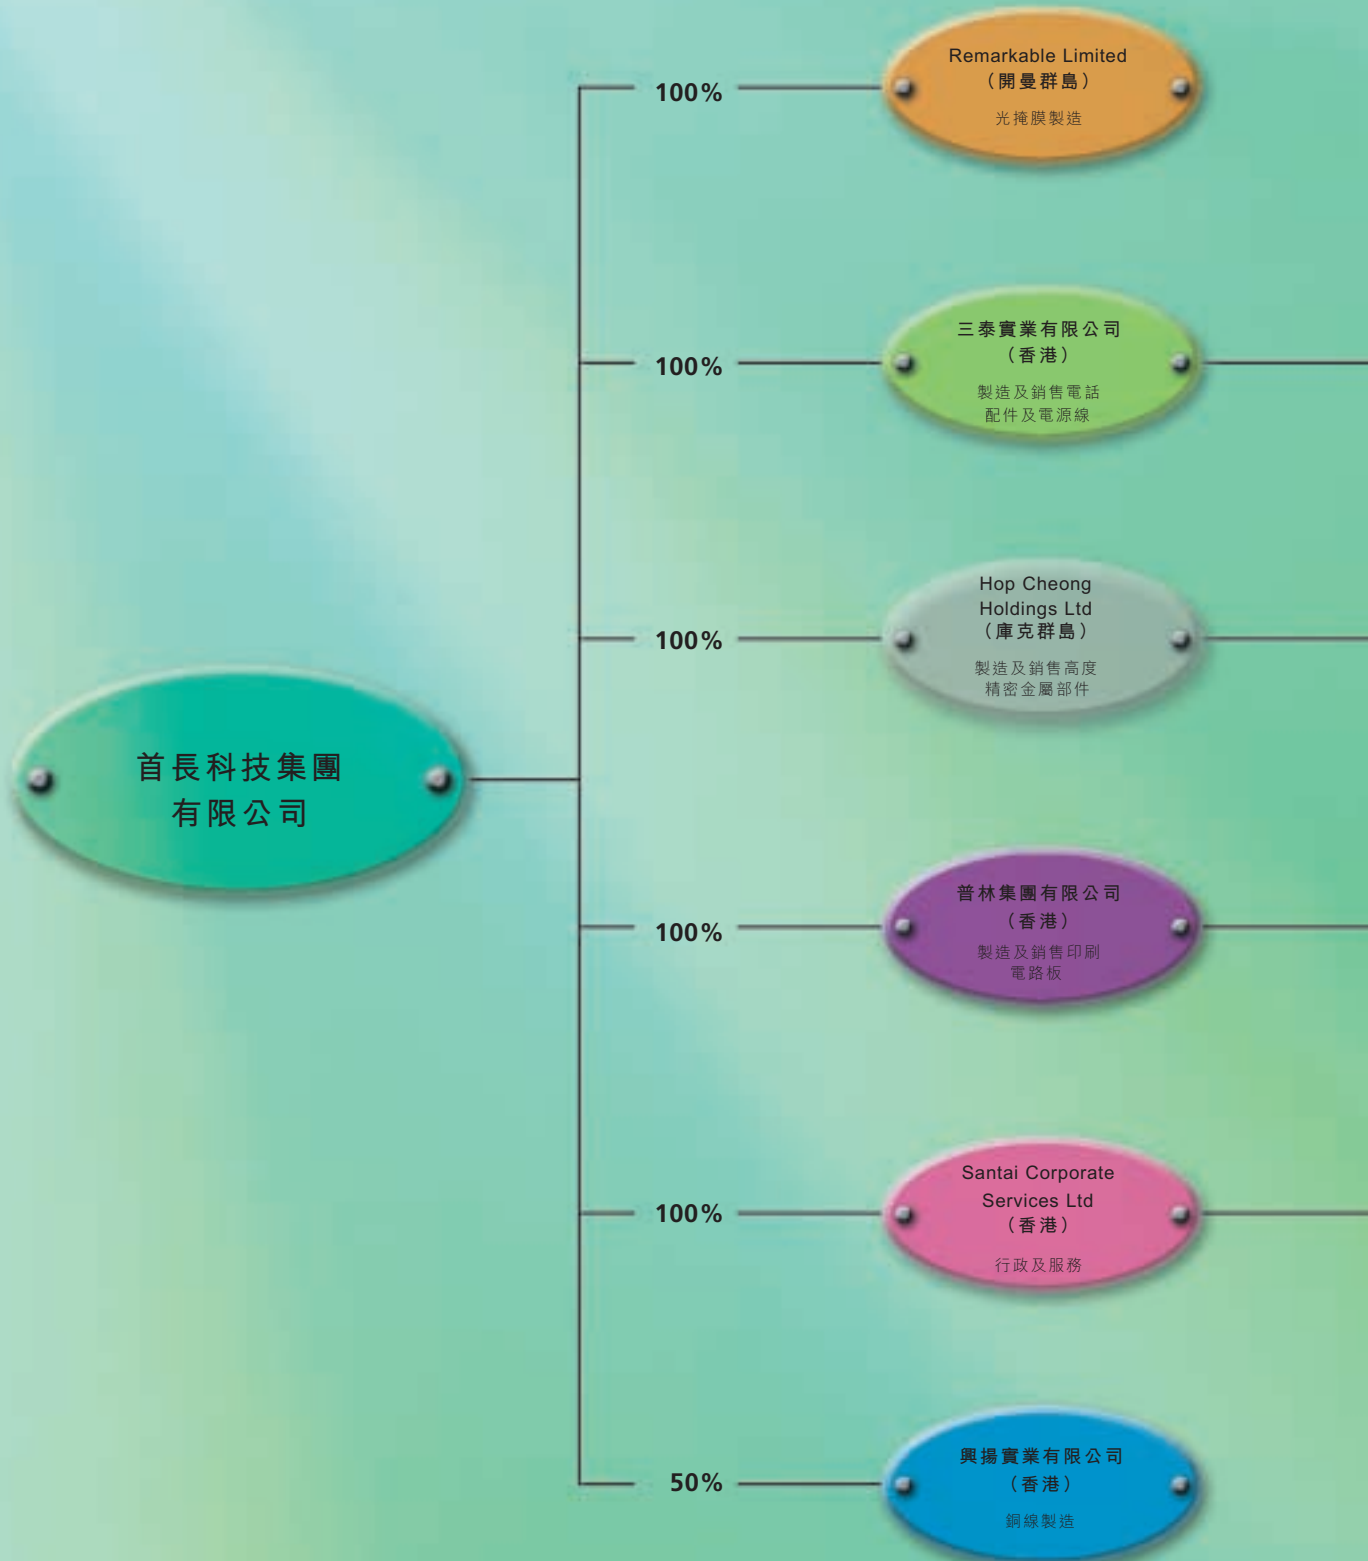 首長科技集團
有限公司
100%
Remarkable Limited
（開曼群島）
光掩膜製造
100%
三泰實業有限公司
（香港）
製造及銷售電話
配件及電源線
100%
Hop Cheong
Holdings Ltd
（庫克群島）
製造及銷售高度
精密金屬部件
100%
普林集團有限公司
（香港）
製造及銷售印刷
電路板
100%
Santai Corporate
Services Ltd
（香港）
行政及服務
50%
興揚實業有限公司
（香港）
銅線製造